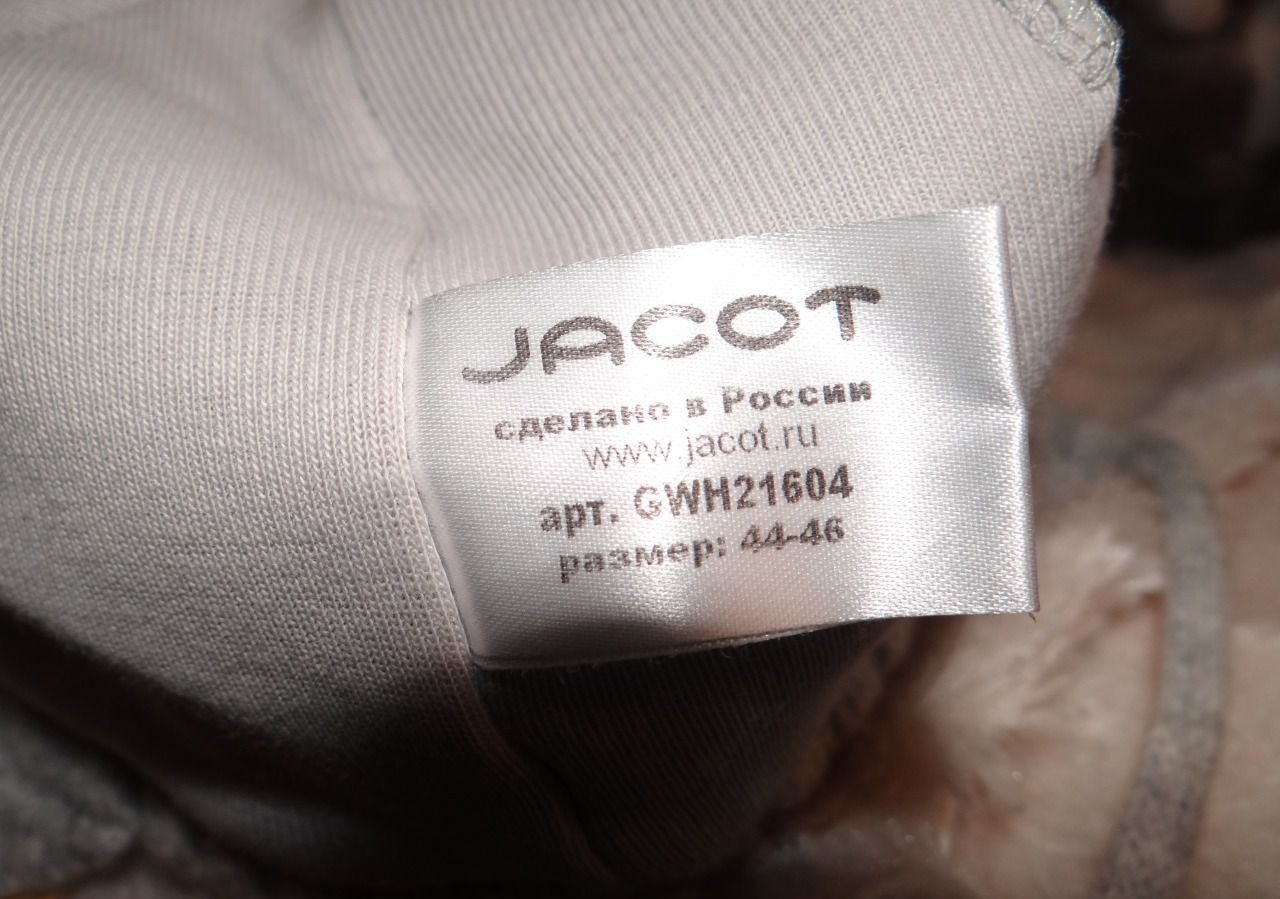 JACOT
сделано в России
www.jacot.ru
арт. GWH21604
размер: 44-46